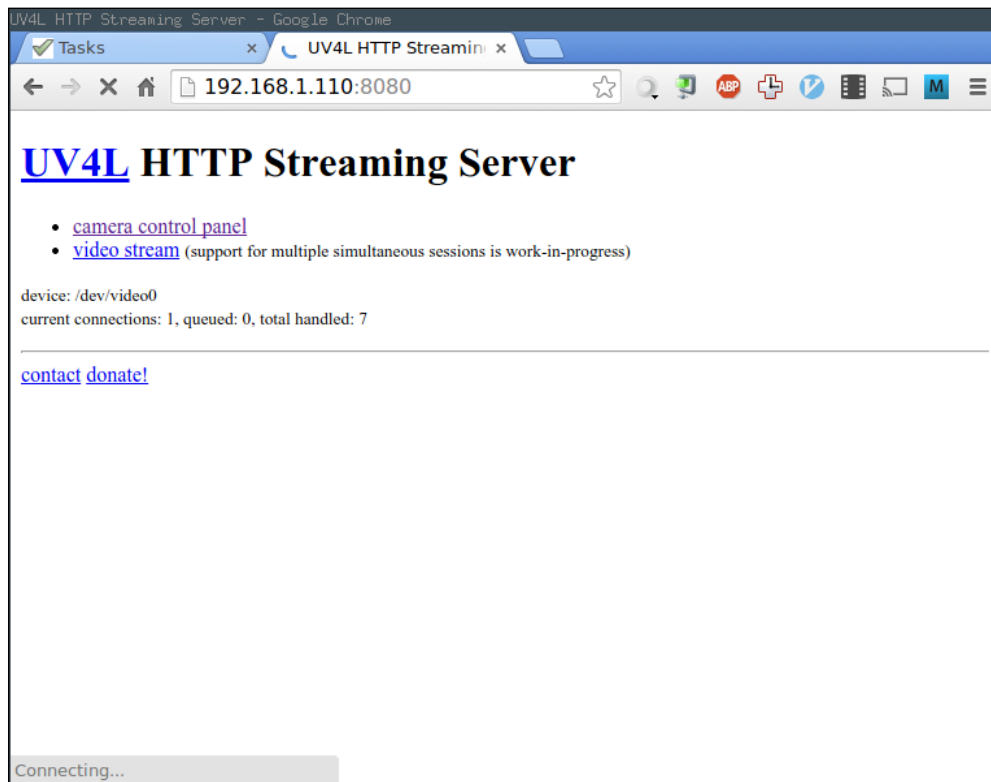 UV4L HTTP Streaming Server - Google Chrome
Tasks × UV4L HTTP Streamin ×
192.168.1.110:8080 ABP M
UV4L HTTP Streaming Server
• camera control panel
• video stream (support for multiple simultaneous sessions is work-in-progress)
device: /dev/video0
current connections: 1, queued: 0, total handled: 7
contact donate!
Connecting...